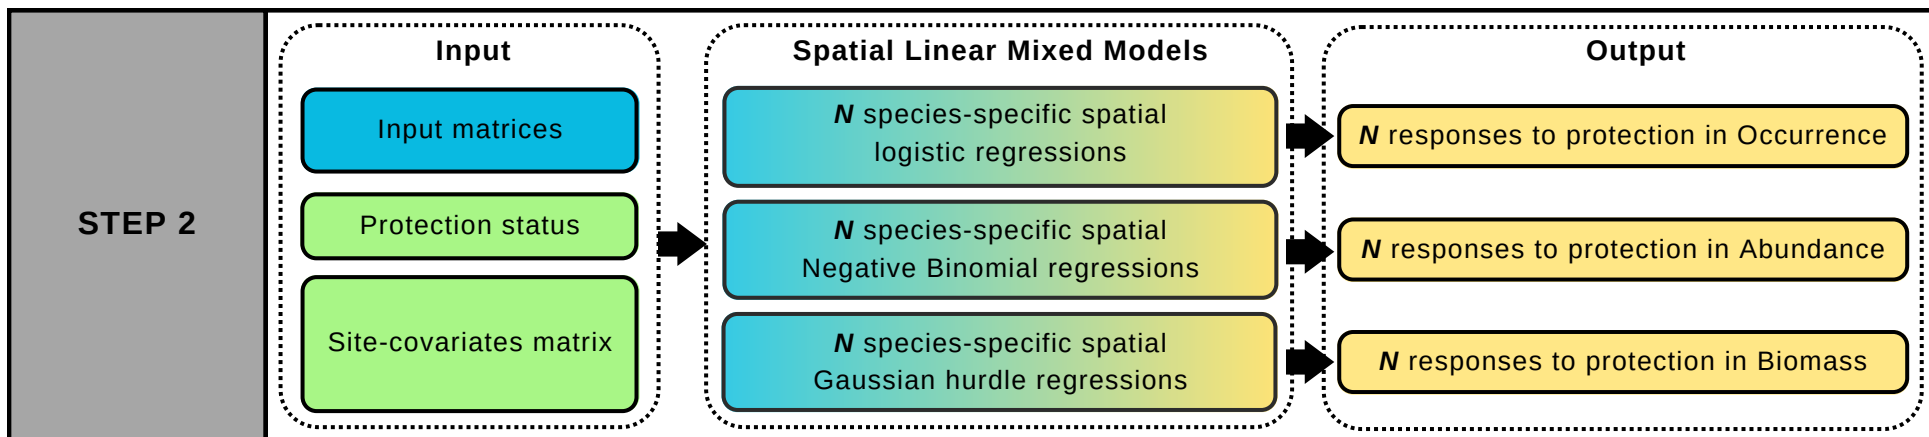 STEP 2
Input
Input matrices
Protection status
Site-covariates matrix
Spatial Linear Mixed Models
N species-specific spatial
logistic regressions
N species-specific spatial
Negative Binomial regressions
N species-specific spatial
Gaussian hurdle regressions
Output
N responses to protection in Occurrence
N responses to protection in Abundance
N responses to protection in Biomass